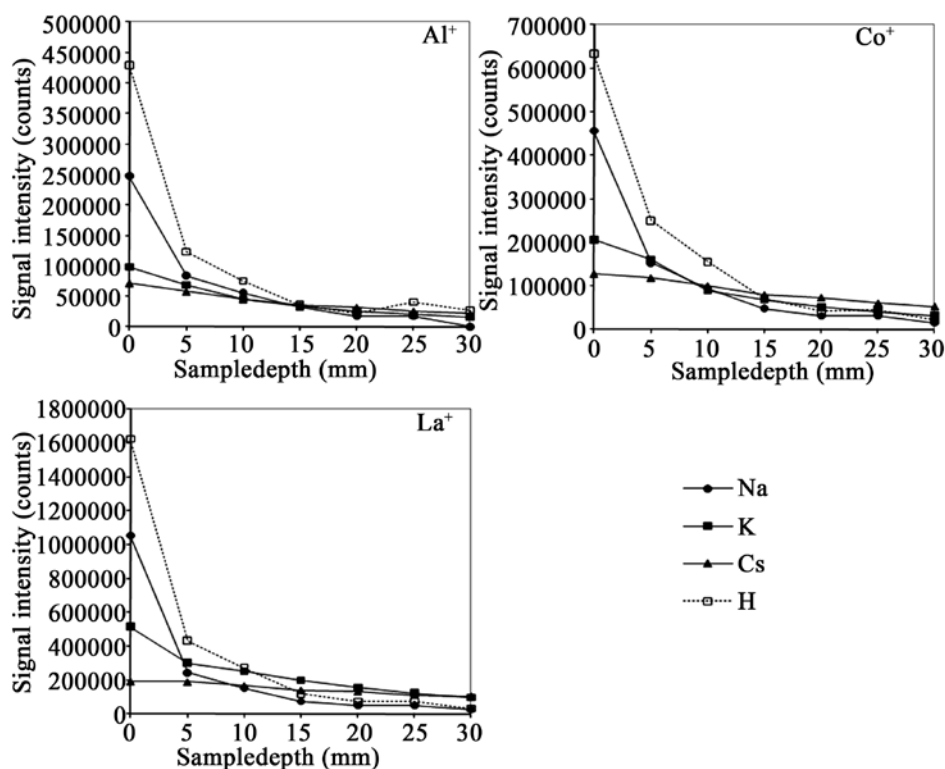 Al⁺
Signal intensity (counts)
500000
450000
400000
350000
300000
250000
200000
150000
100000
50000
0
0 5 10 15 20 25 30
Sampledepth (mm)
Co⁺
Signal intensity (counts)
700000
600000
500000
400000
300000
200000
100000
0
0 5 10 15 20 25 30
Sampledepth (mm)
La⁺
Signal intensity (counts)
1800000
1600000
1400000
1200000
1000000
800000
600000
400000
200000
0
0 5 10 15 20 25 30
Sampledepth (mm)
Na
K
Cs
H